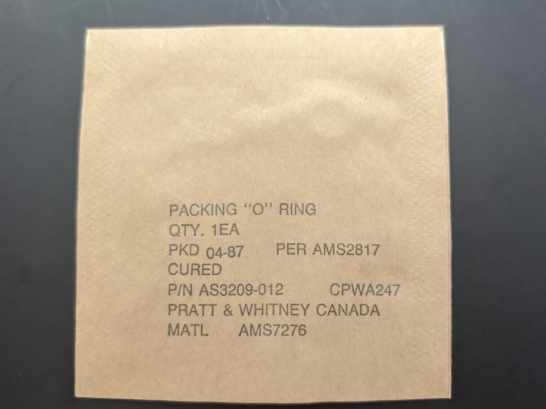 PACKING "O" RING
QTY. 1EA
PKD 04-87 PER AMS2817
CURED
P/N AS3209-012 CPWA247
PRATT & WHITNEY CANADA
MATL AMS7276